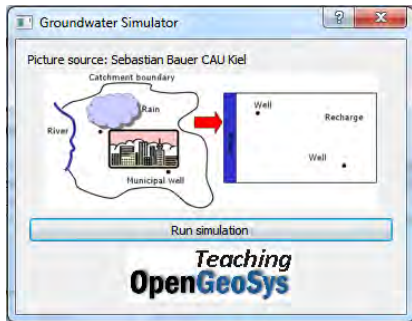 Groundwater Simulator
Picture source: Sebastian Bauer CAU Kiel
Catchment boundary
Rain
River
Municipal well
Well
Recharge
Well
Run simulation
Teaching
OpenGeoSys